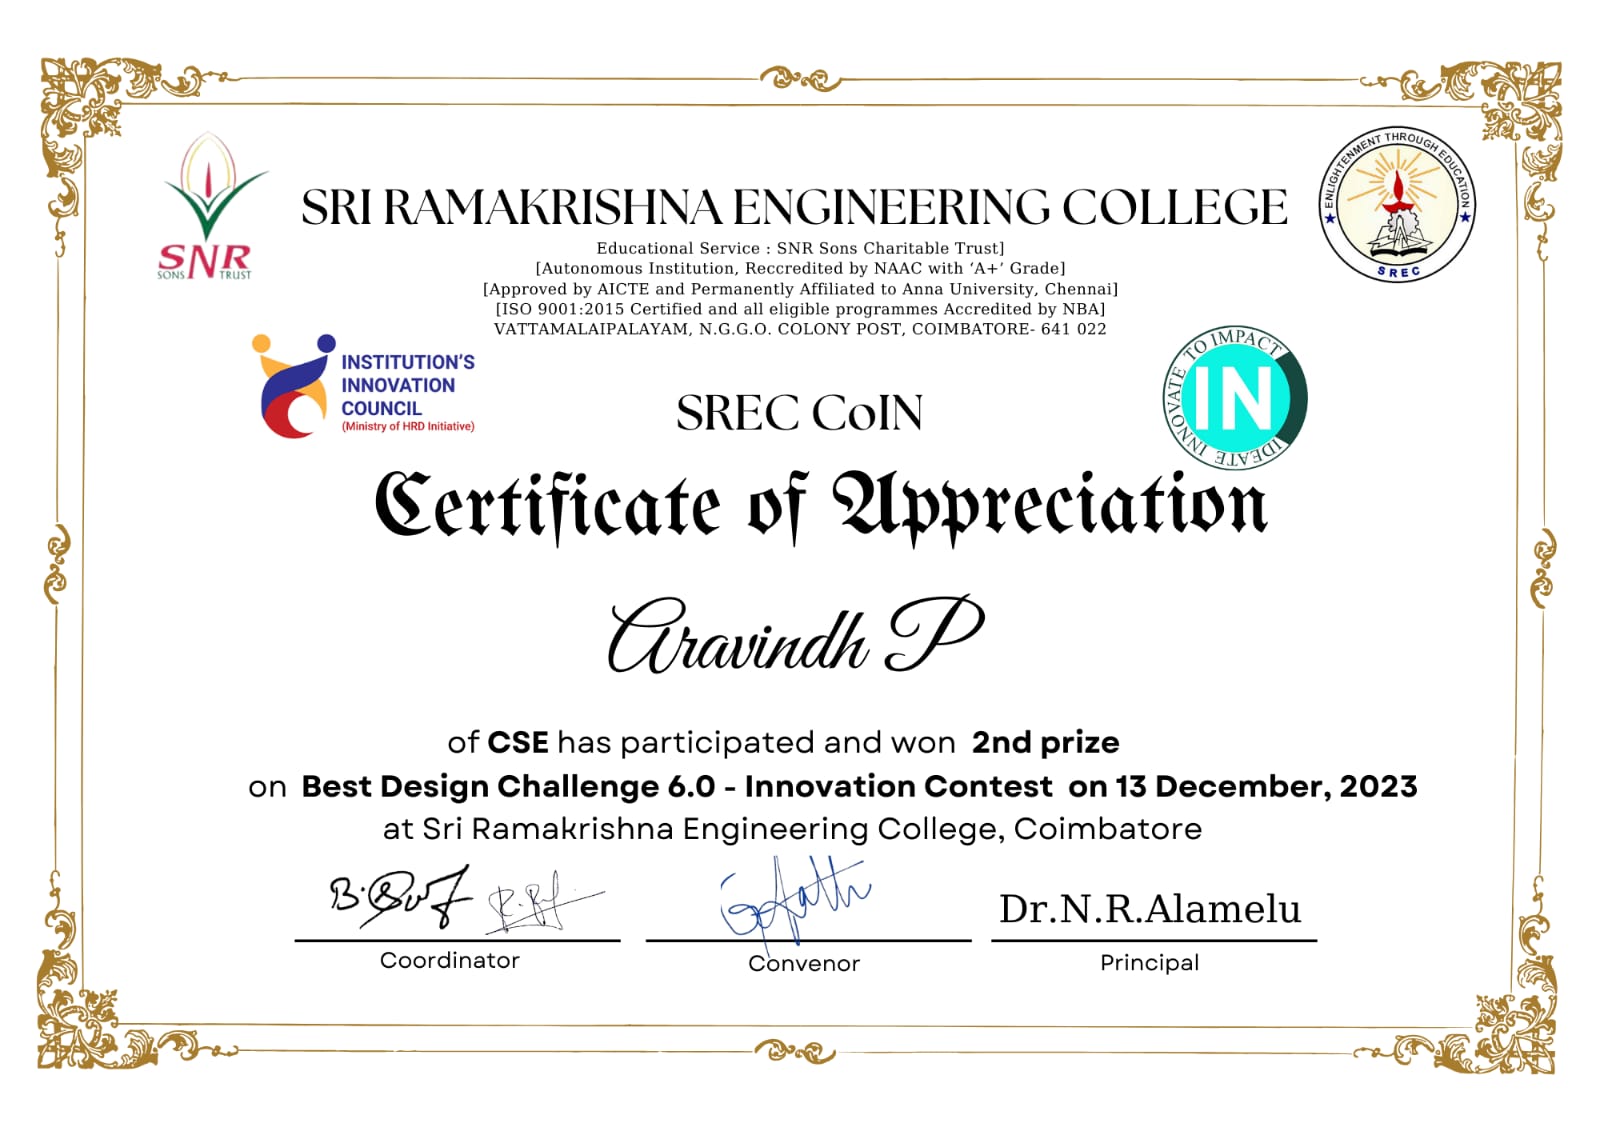 SNR
SONS TRUST
SRI RAMAKRISHNA ENGINEERING COLLEGE
ENLIGHTENMENT THROUGH EDUCATION
SREC
Educational Service : SNR Sons Charitable Trust]
[Autonomous Institution, Reccredited by NAAC with ‘A+’ Grade]
[Approved by AICTE and Permanently Affiliated to Anna University, Chennai]
[ISO 9001:2015 Certified and all eligible programmes Accredited by NBA]
VATTAMALAIPALAYAM, N.G.G.O. COLONY POST, COIMBATORE- 641 022
INSTITUTION'S
INNOVATION
COUNCIL
(Ministry of HRD Initiative)
SREC CoIN
IDEATE INNOVATE TO IMPACT
IN
Certificate of Appreciation
Aravindh P
of CSE has participated and won 2nd prize
on Best Design Challenge 6.0 - Innovation Contest on 13 December, 2023
at Sri Ramakrishna Engineering College, Coimbatore
Dr.N.R.Alamelu
Coordinator
Convenor
Principal